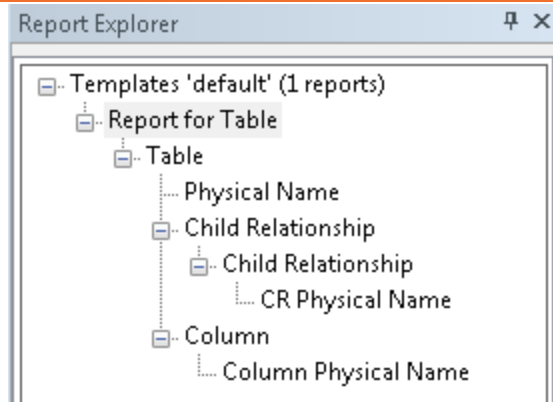 Report Explorer
Templates 'default' (1 reports)
Report for Table
Table
Physical Name
Child Relationship
Child Relationship
CR Physical Name
Column
Column Physical Name